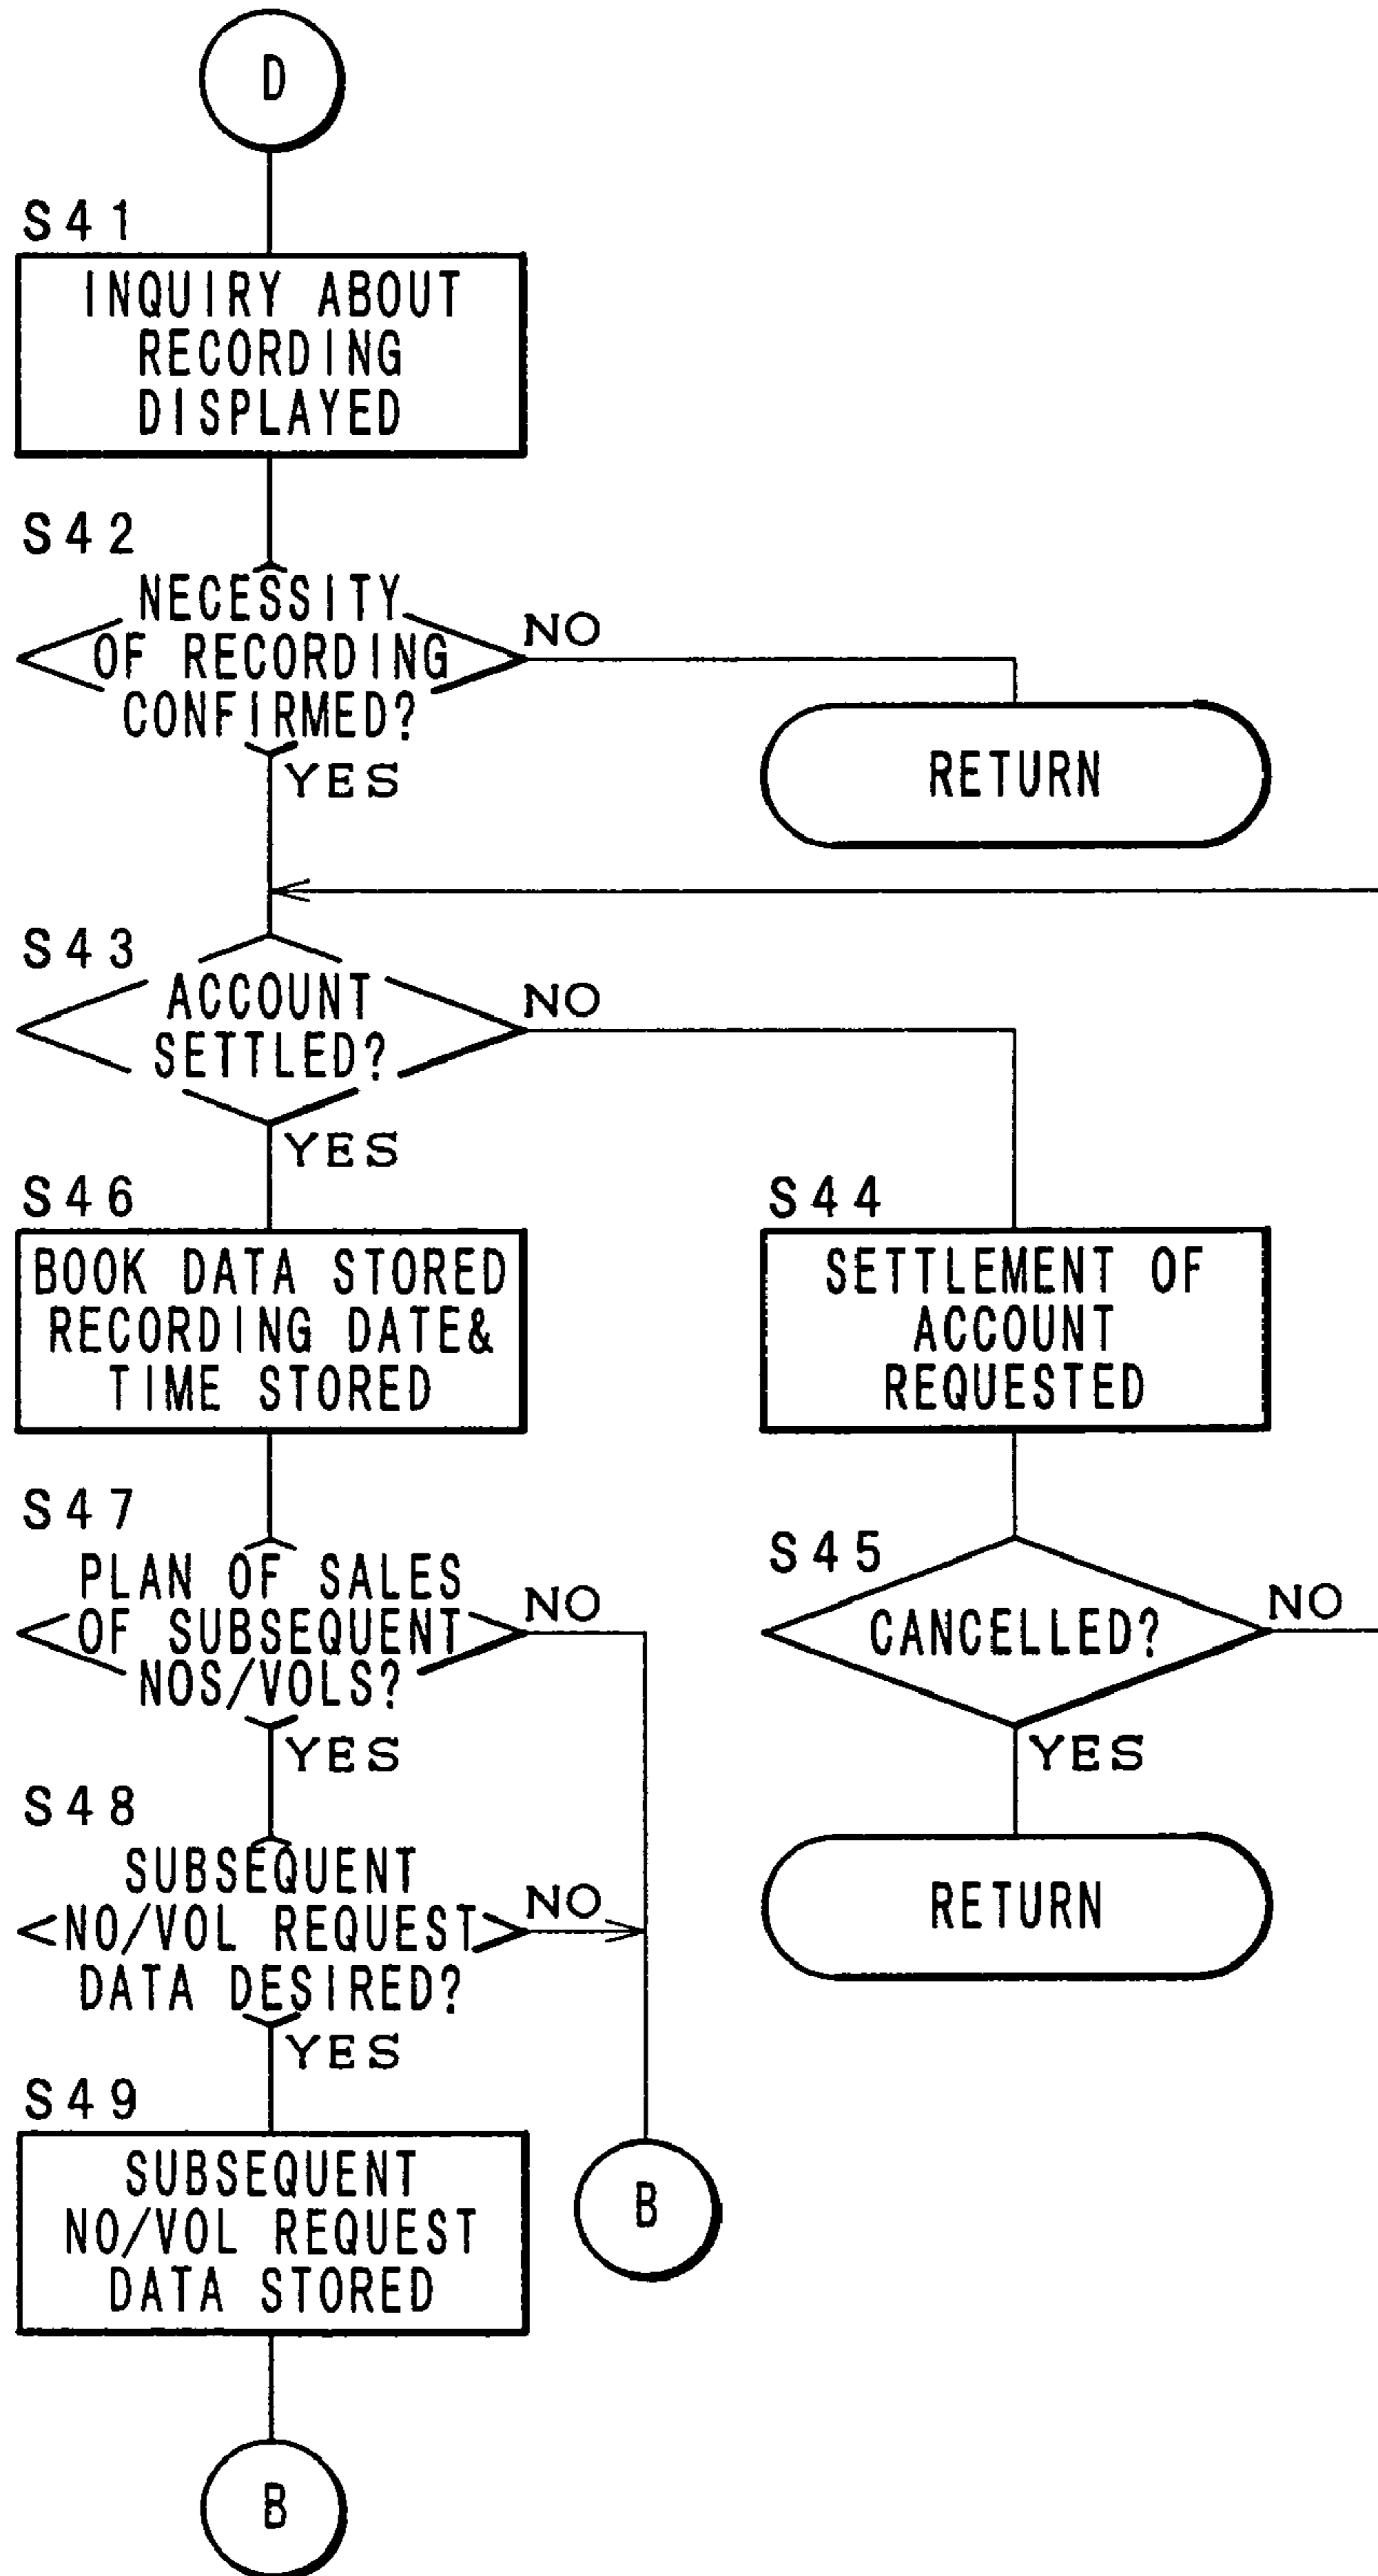 D
S41
INQUIRY ABOUT
RECORDING
DISPLAYED
S42
NECESSITY
OF RECORDING
CONFIRMED?
NO
YES
RETURN
S43
ACCOUNT
SETTLED?
NO
YES
S46
BOOK DATA STORED
RECORDING DATE&
TIME STORED
S44
SETTLEMENT OF
ACCOUNT
REQUESTED
S47
PLAN OF SALES
OF SUBSEQUENT
NOS/VOLS?
NO
YES
S45
CANCELLED?
NO
YES
RETURN
S48
SUBSEQUENT
NO/VOL REQUEST
DATA DESIRED?
NO
YES
S49
SUBSEQUENT
NO/VOL REQUEST
DATA STORED
B
B